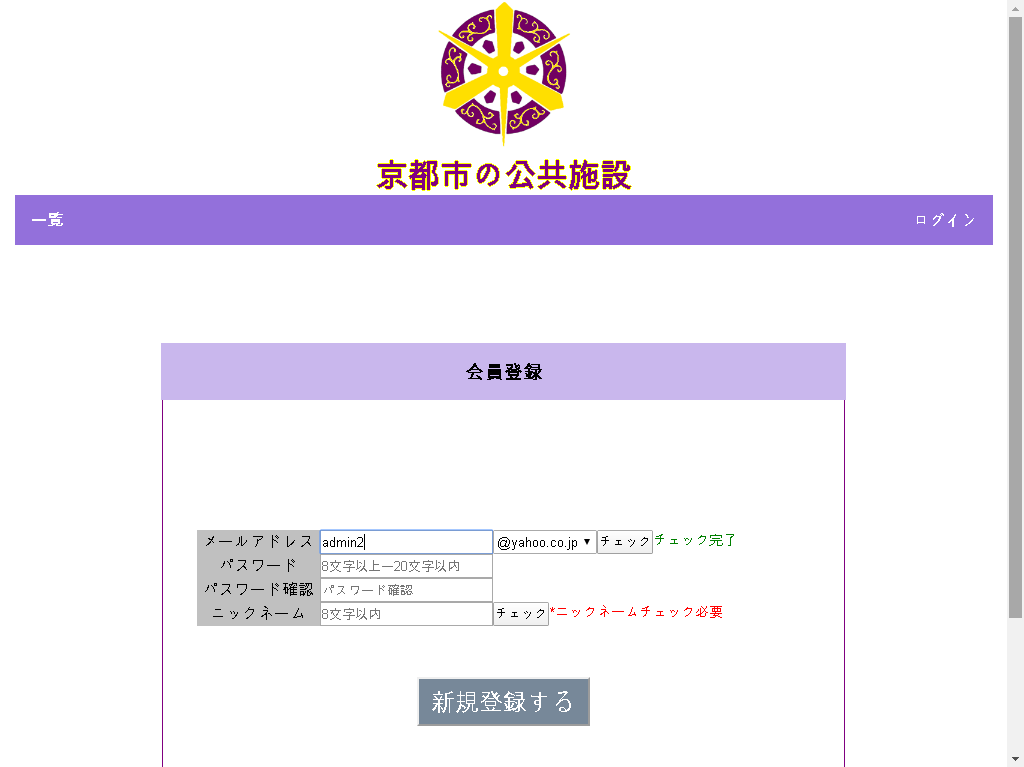 京都市の公共施設
一覧 ログイン
会員登録
メールアドレス admin2 @yahoo.co.jp チェック チェック完了
パスワード 8文字以上ー20文字以内
パスワード確認 パスワード確認
ニックネーム 8文字以内 チェック *ニックネームチェック必要
新規登録する